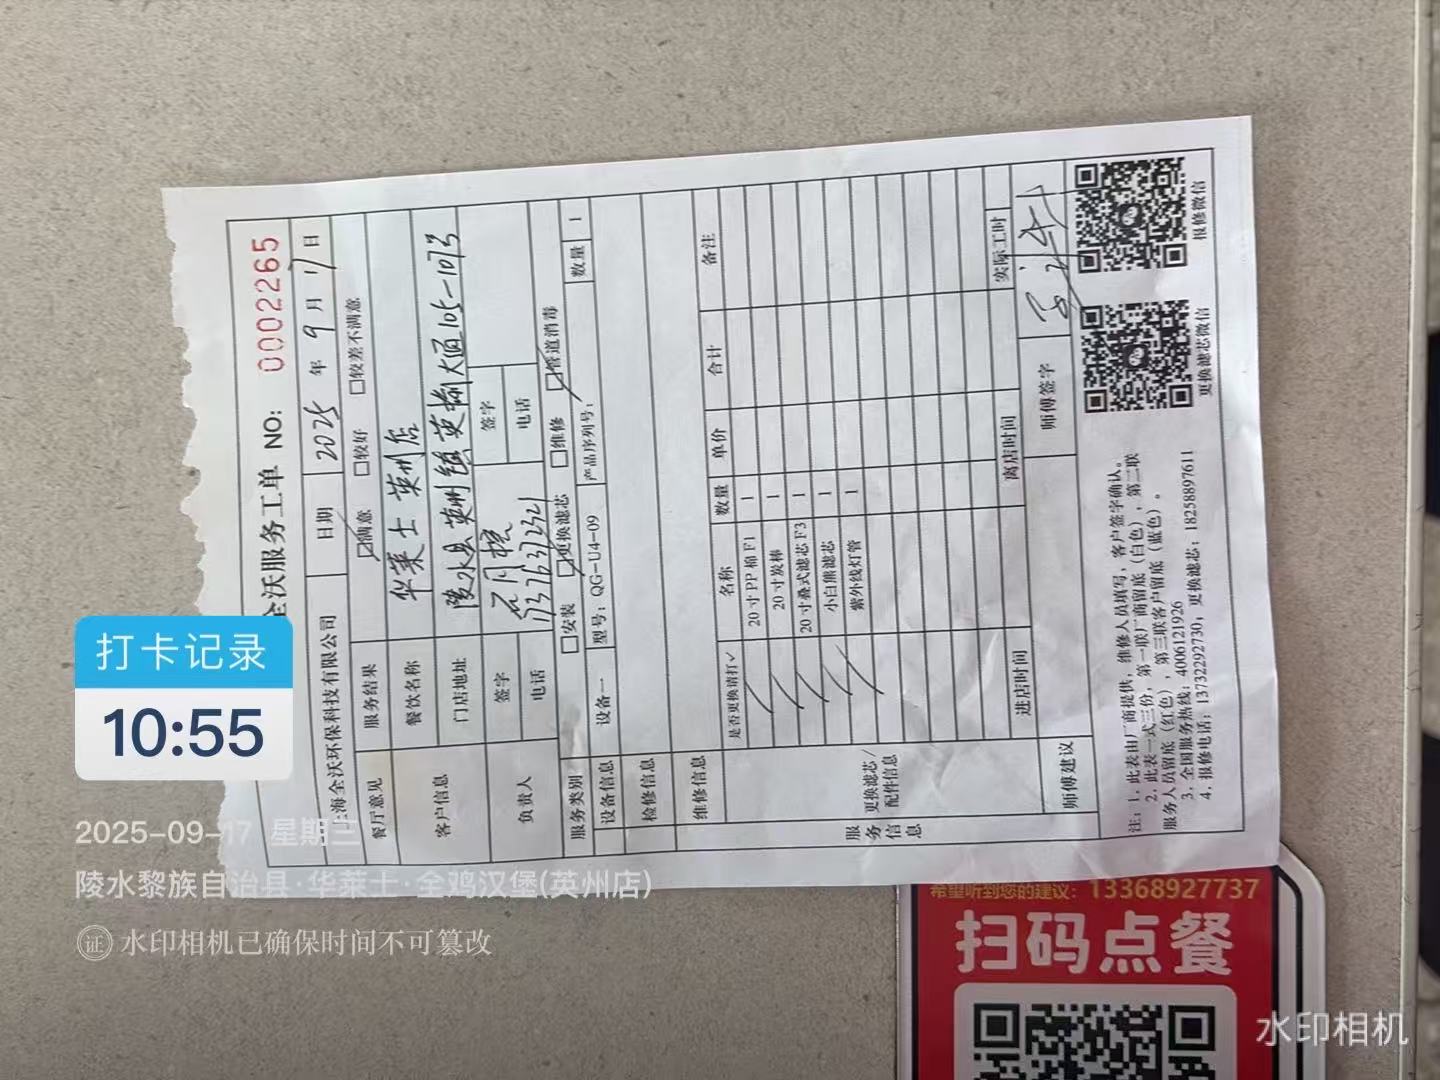 全沃服务工单 NO: 0002265
上海全沃环保科技有限公司 日期 2025 年 9 月 17 日
餐厅意见 服务结果 满意 较好 较差不满意
客户信息 餐饮名称 华莱士 英州店
门店地址 陵水县英州镇英榆大道105-107号
负责人 签字 签字
电话 电话
服务类别 安装 更换滤芯 维修 管道消毒
设备信息 设备一 型号: QG-U4-09 产品序列号: 数量 1
检修信息
维修信息
服务信息
更换滤芯/配件信息
是否更换请打✓ 名称 数量 单价 合计 备注
✓ 20寸PP棉F1 1
✓ 20寸炭棒 1
✓ 20寸叠式滤芯F3 1
✓ 小白熊滤芯 1
✓ 紫外线灯管 1
进店时间 离店时间 实际工时
师傅建议 师傅签字
注: 1. 此表由厂商提供, 维修人员填写, 客户签字确认。
2. 此表一式三份, 第一联厂商留底 (白色) , 第二联
服务人员留底 (红色) , 第三联客户留底 (蓝色) 。
3. 全国服务热线: 4006121926
4. 报修电话: 13732292730; 更换滤芯: 18258897611
更换滤芯微信
报修微信
打卡记录
10:55
2025-09-17 星期三
陵水黎族自治县·华莱士·全鸡汉堡(英州店)
证 水印相机已确保时间不可篡改
希望听到您的建议: 13368927737
扫码点餐
水印相机